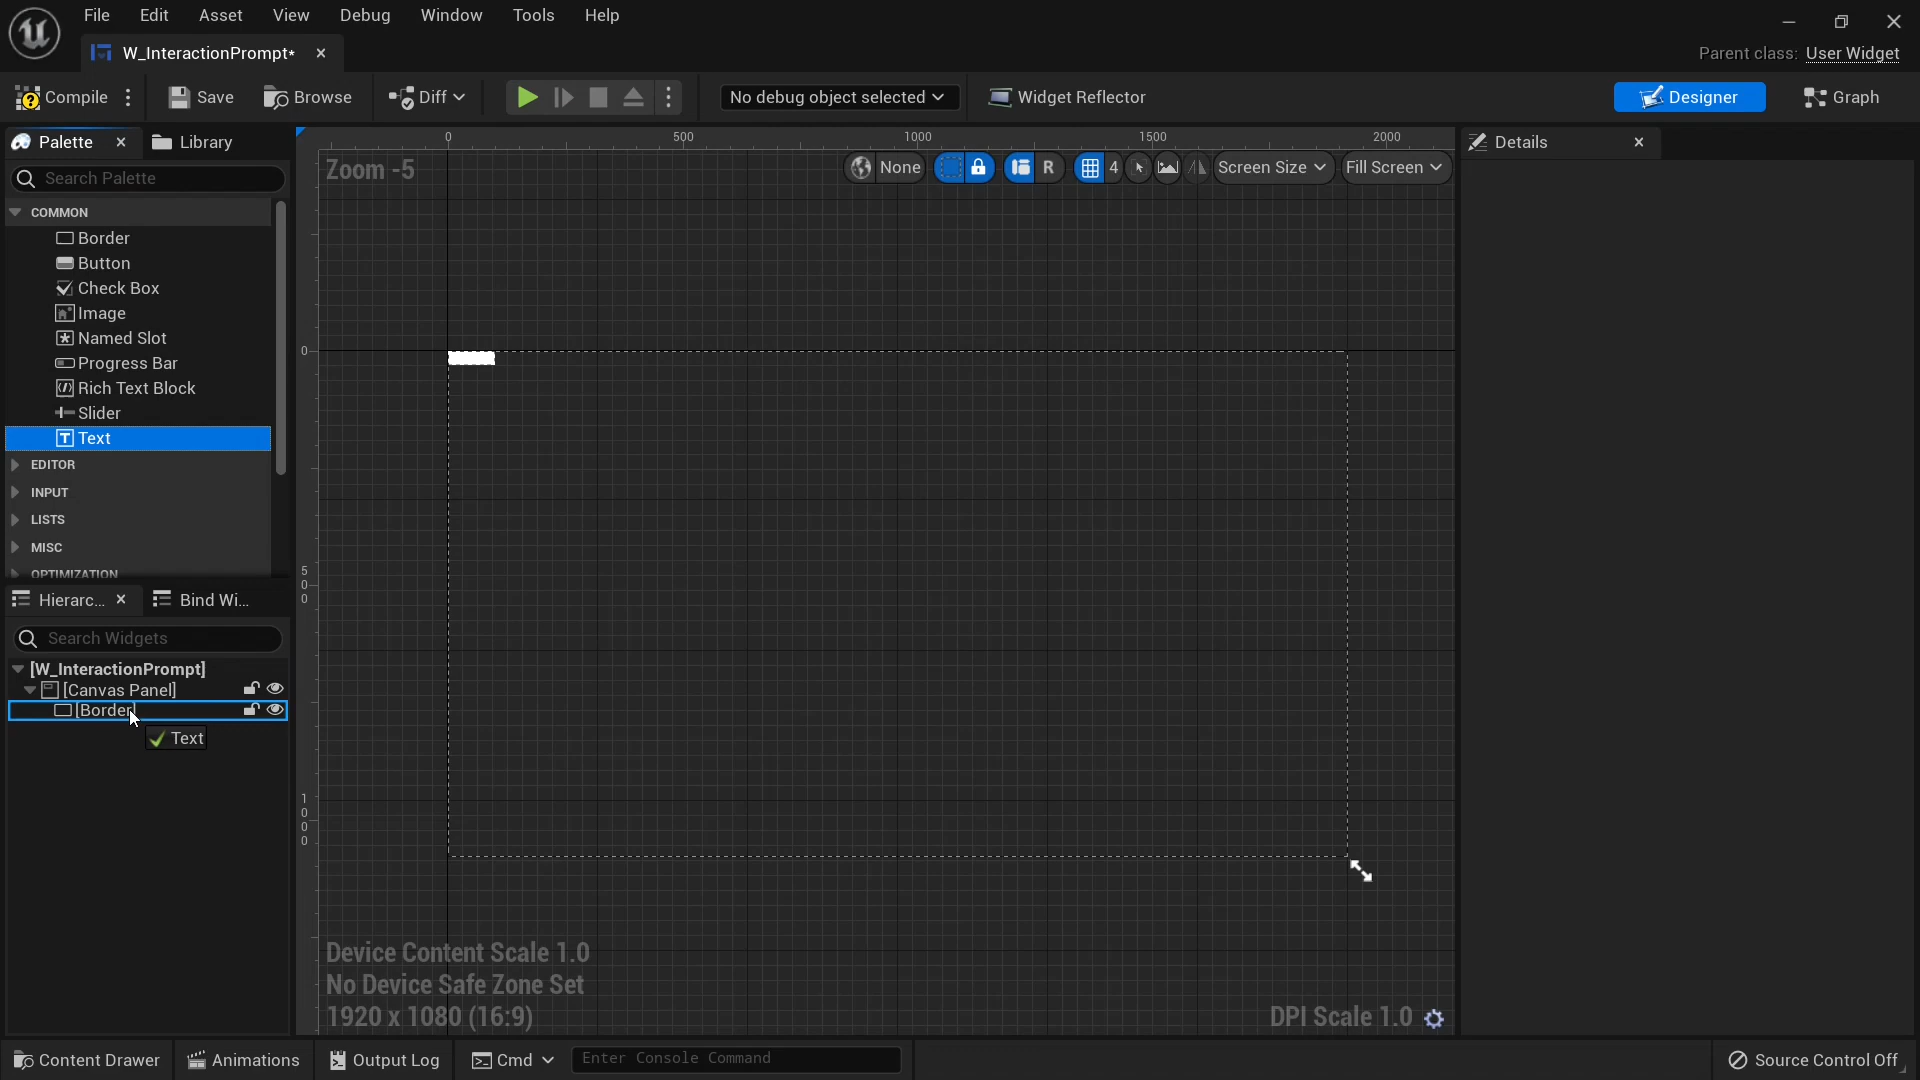 File Edit Asset View Debug Window Tools Help
W_InteractionPrompt*
Parent class: User Widget
Compile Save Browse Diff No debug object selected Widget Reflector Designer Graph
Palette Library
Details
Search Palette
COMMON
Border
Button
Check Box
Image
Named Slot
Progress Bar
Rich Text Block
Slider
Text
EDITOR
INPUT
LISTS
MISC
OPTIMIZATION
0 500 1000 1500 2000
Zoom -5
None R 4 Screen Size Fill Screen
0
500
1000
Hierarc... Bind Wi...
Search Widgets
[W_InteractionPrompt]
[Canvas Panel]
[Border]
Text
Device Content Scale 1.0
No Device Safe Zone Set
1920 x 1080 (16:9)
DPI Scale 1.0
Content Drawer Animations Output Log Cmd Enter Console Command Source Control Off